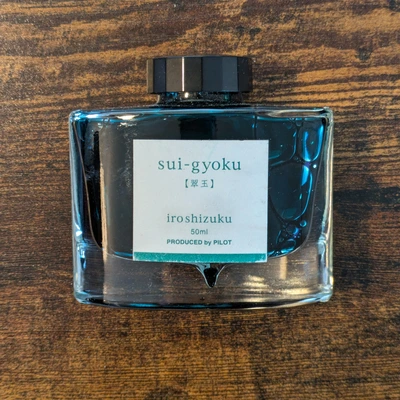 sui-gyoku
【翠玉】
iroshizuku
50ml
PRODUCED by PILOT